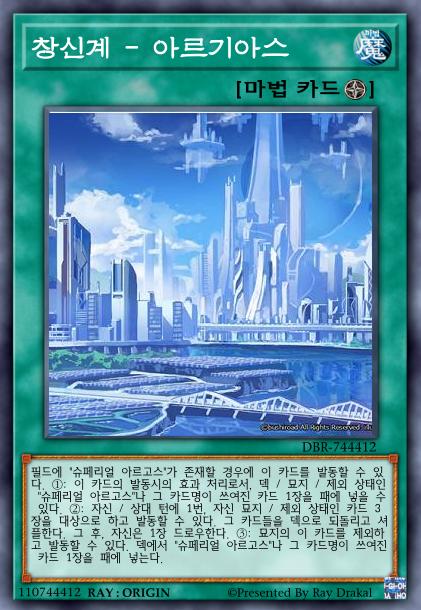 창신계 - 아르기아스
마법
魔
[마법 카드]
©bushiroad All Rights Reserved
DBR-744412
필드에 "슈페리얼 아르고스"가 존재할 경우에 이 카드를 발동할 수 있
다. ①: 이 카드의 발동시의 효과 처리로서, 덱 / 묘지 / 제외 상태인
"슈페리얼 아르고스"나 그 카드명이 쓰여진 카드 1장을 패에 넣을 수
있다. ②: 자신 / 상대 턴에 1번, 자신 묘지 / 제외 상태인 카드 3
장을 대상으로 하고 발동할 수 있다. 그 카드들을 덱으로 되돌리고 셔
플한다. 그 후, 자신은 1장 드로우한다. ③: 묘지의 이 카드를 제외하
고 발동할 수 있다. 덱에서 "슈페리얼 아르고스"나 그 카드명이 쓰여진
카드 1장을 패에 넣는다.
110744412 RAY : ORIGIN ©Presented By Ray Drakal